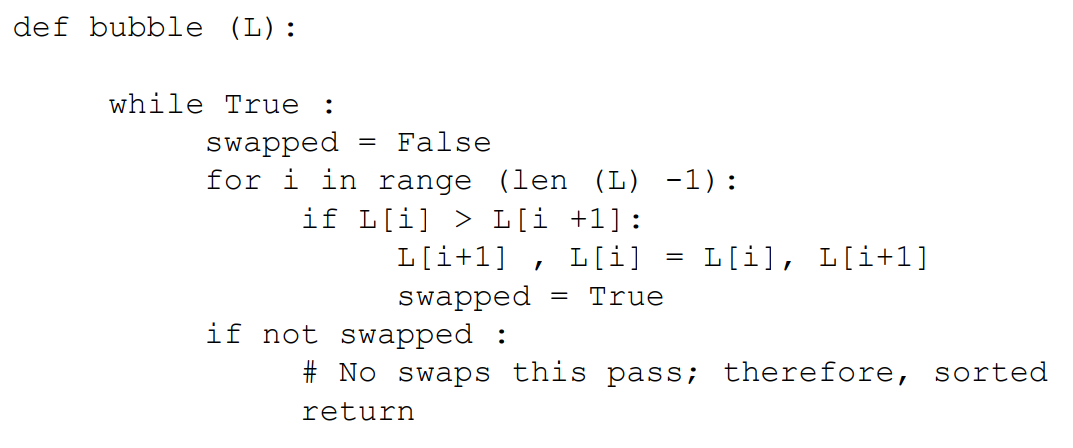 def bubble (L):
while True :
swapped = False
for i in range (len (L) -1):
if L[i] > L[i +1]:
L[i+1] , L[i] = L[i], L[i+1]
swapped = True
if not swapped :
# No swaps this pass; therefore, sorted
return